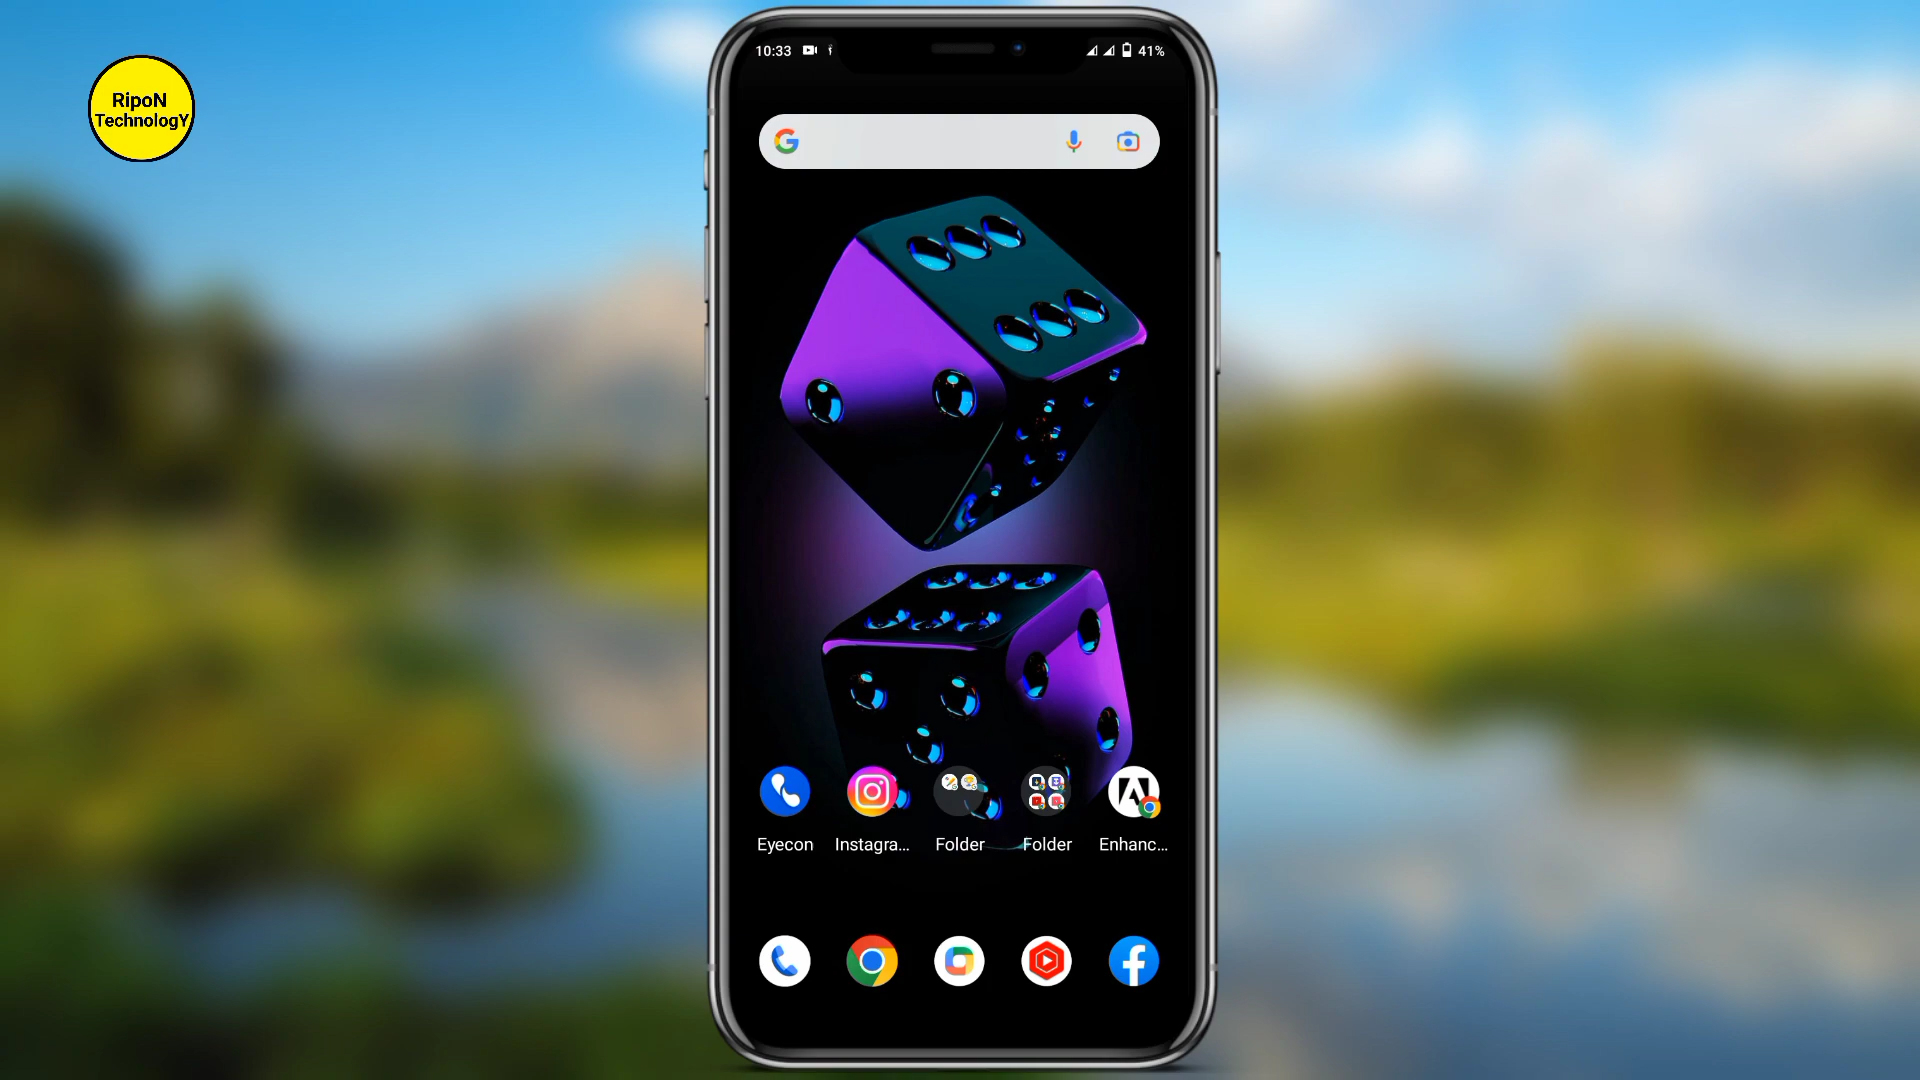 RipoN
TechnologY
10:33
41%
Eyecon
Instagra...
Folder
Folder
Enhanc...